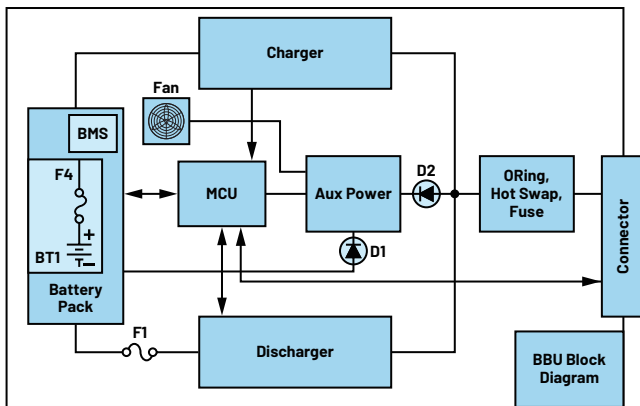 Charger
Fan
BMS
F4
+
BT1
–
Battery
Pack
MCU
Aux Power
D2
D1
ORing,
Hot Swap,
Fuse
Connector
F1
Discharger
BBU Block
Diagram